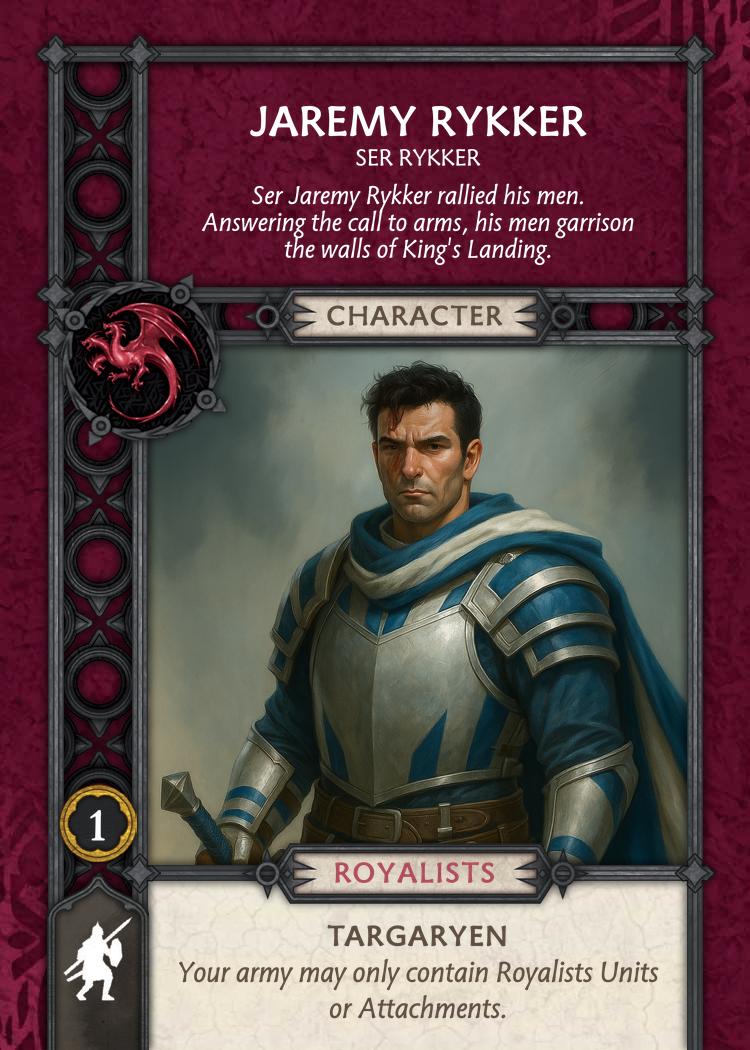 JAREMY RYKKER
SER RYKKER
Ser Jaremy Rykker rallied his men.
Answering the call to arms, his men garrison
the walls of King's Landing.
CHARACTER
1
ROYALISTS
TARGARYEN
Your army may only contain Royalists Units
or Attachments.